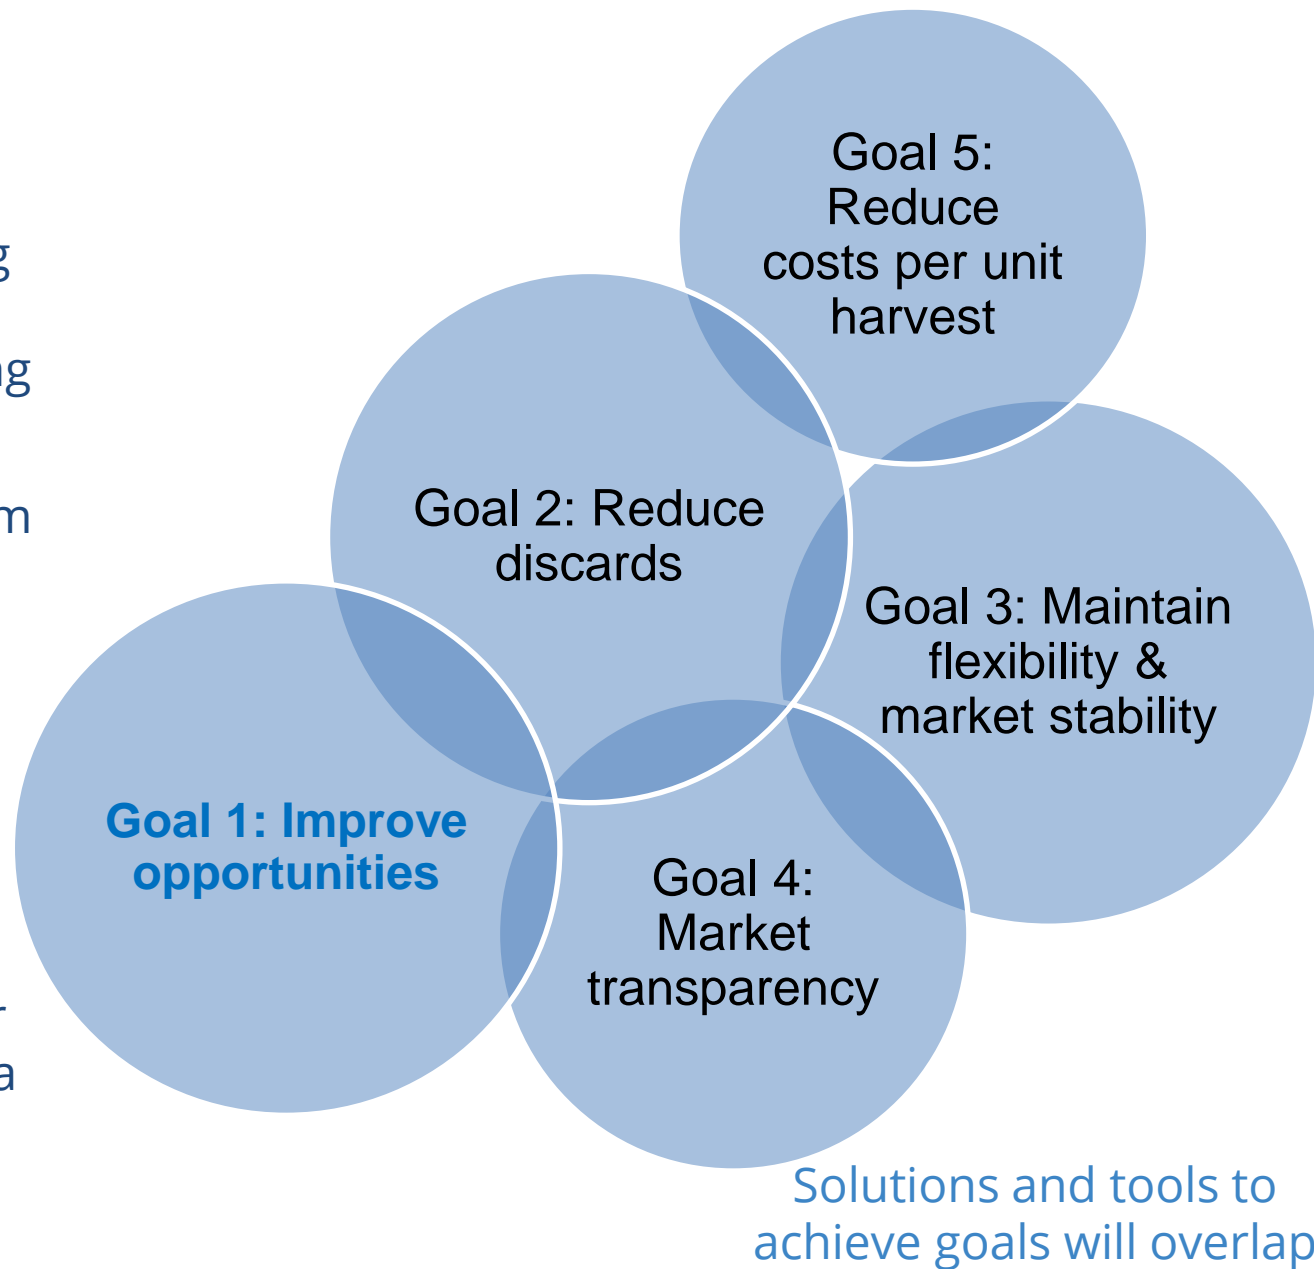 Goal 5:
Reduce
costs per unit
harvest
Goal 2: Reduce
discards
Goal 3: Maintain
flexibility &
market stability
Goal 1: Improve
opportunities
Goal 4:
Market
transparency
a
Solutions and tools to
achieve goals will overlap